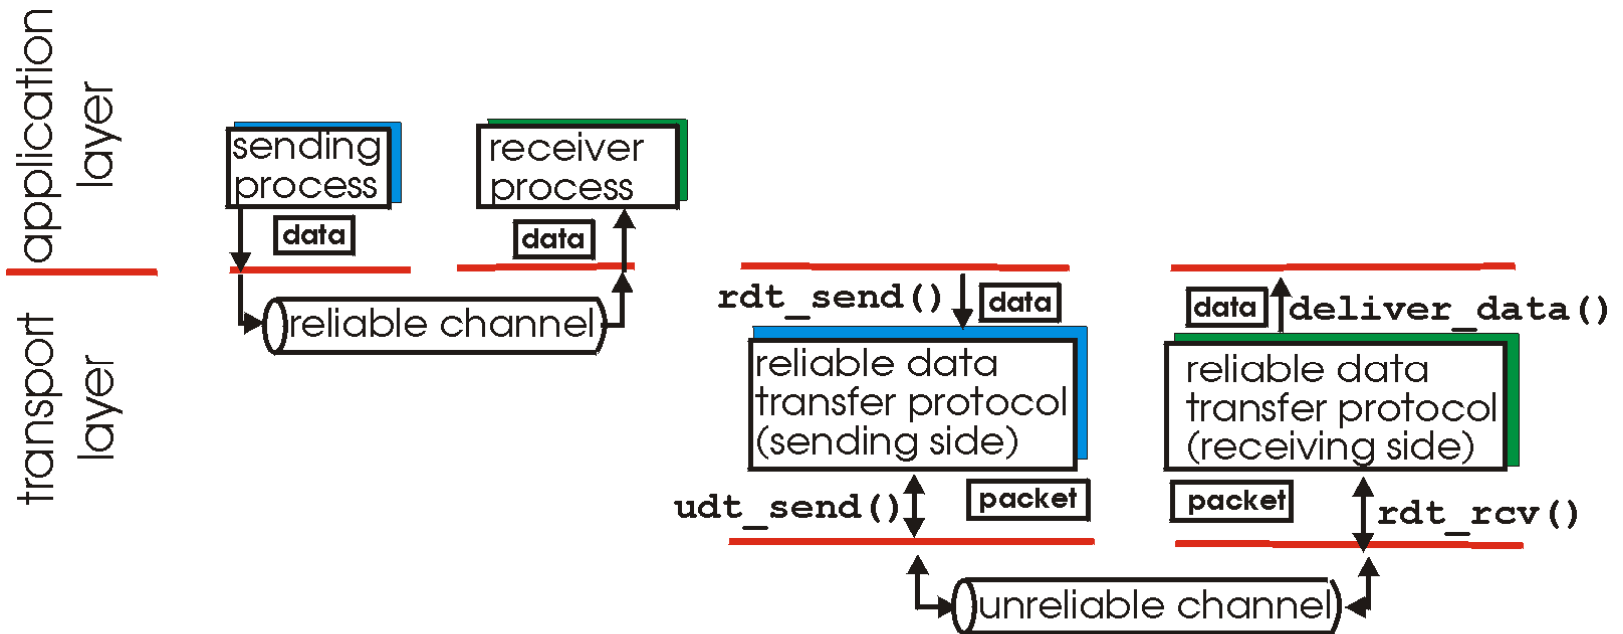 application
layer
transport
layer
sending
process
receiver
process
data
data
reliable channel
rdt_send()
data
data
deliver_data()
reliable data
transfer protocol
(sending side)
reliable data
transfer protocol
(receiving side)
udt_send()
packet
packet
rdt_rcv()
unreliable channel